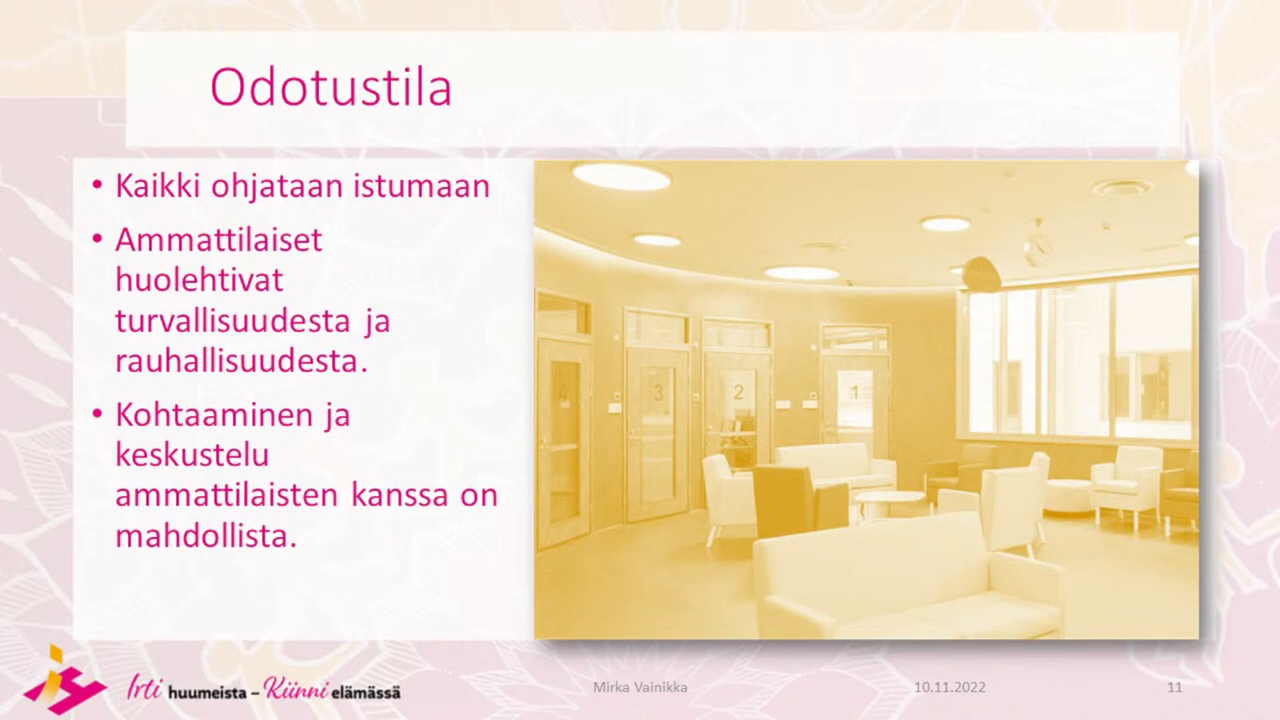 Odotustila
• Kaikki ohjataan istumaan
• Ammattilaiset
huolehtivat
turvallisuudesta ja
rauhallisuudesta.
• Kohtaaminen ja
keskustelu
ammattilaisten kanssa on
mahdollista.
3
2
1
Irti huumeista – Kiinni elämässä
Mirka Vainikka
10.11.2022
11